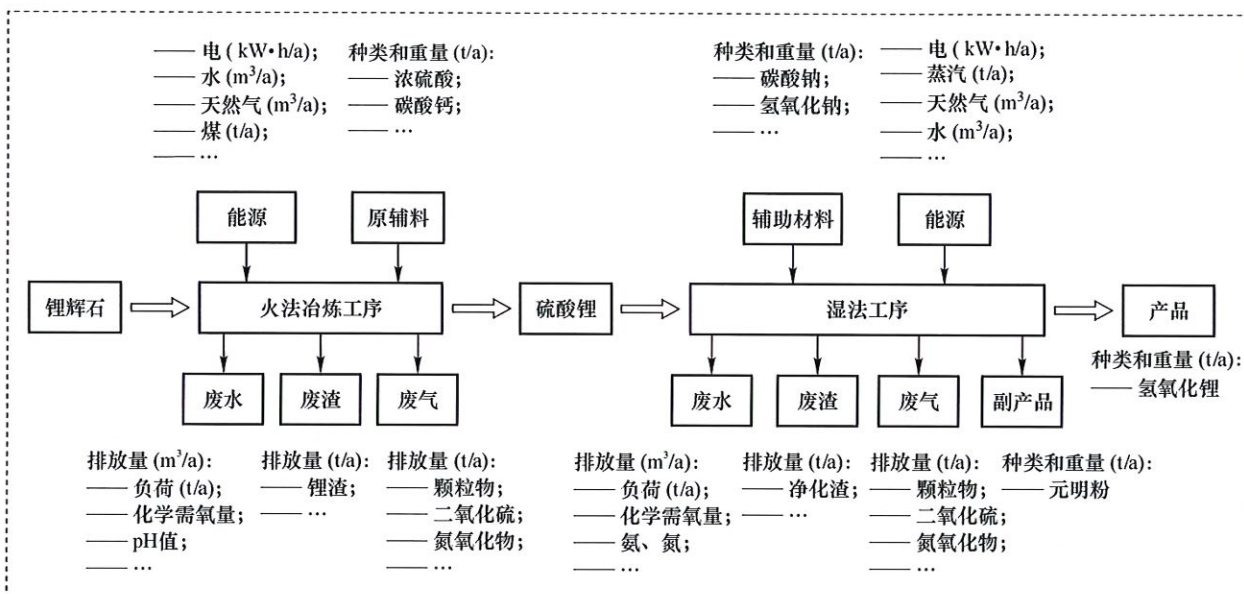 —— 电 ( kW•h/a)；
—— 水 (m³/a)；
—— 天然气 (m³/a)；
—— 煤 (t/a)；
—— …
种类和重量 (t/a)：
—— 浓硫酸；
—— 碳酸钙；
—— …
种类和重量 (t/a)：
—— 碳酸钠；
—— 氢氧化钠；
—— …
—— 电 ( kW•h/a)；
—— 蒸汽 (t/a)；
—— 天然气 (m³/a)；
—— 水 (m³/a)；
—— …
能源
原辅料
辅助材料
能源
锂辉石
火法冶炼工序
硫酸锂
湿法工序
产品
种类和重量 (t/a)：
—— 氢氧化锂
废水
废渣
废气
废水
废渣
废气
副产品
排放量 (m³/a)：
—— 负荷 (t/a)；
—— 化学需氧量；
—— pH值；
—— …
排放量 (t/a)：
—— 锂渣；
—— …
排放量 (t/a)：
—— 颗粒物；
—— 二氧化硫；
—— 氮氧化物；
—— …
排放量 (m³/a)：
—— 负荷 (t/a)；
—— 化学需氧量；
—— 氨、氮；
—— …
排放量 (t/a)：
—— 净化渣；
—— …
排放量 (t/a)：
—— 颗粒物；
—— 二氧化硫；
—— 氮氧化物；
—— …
种类和重量 (t/a)：
—— 元明粉